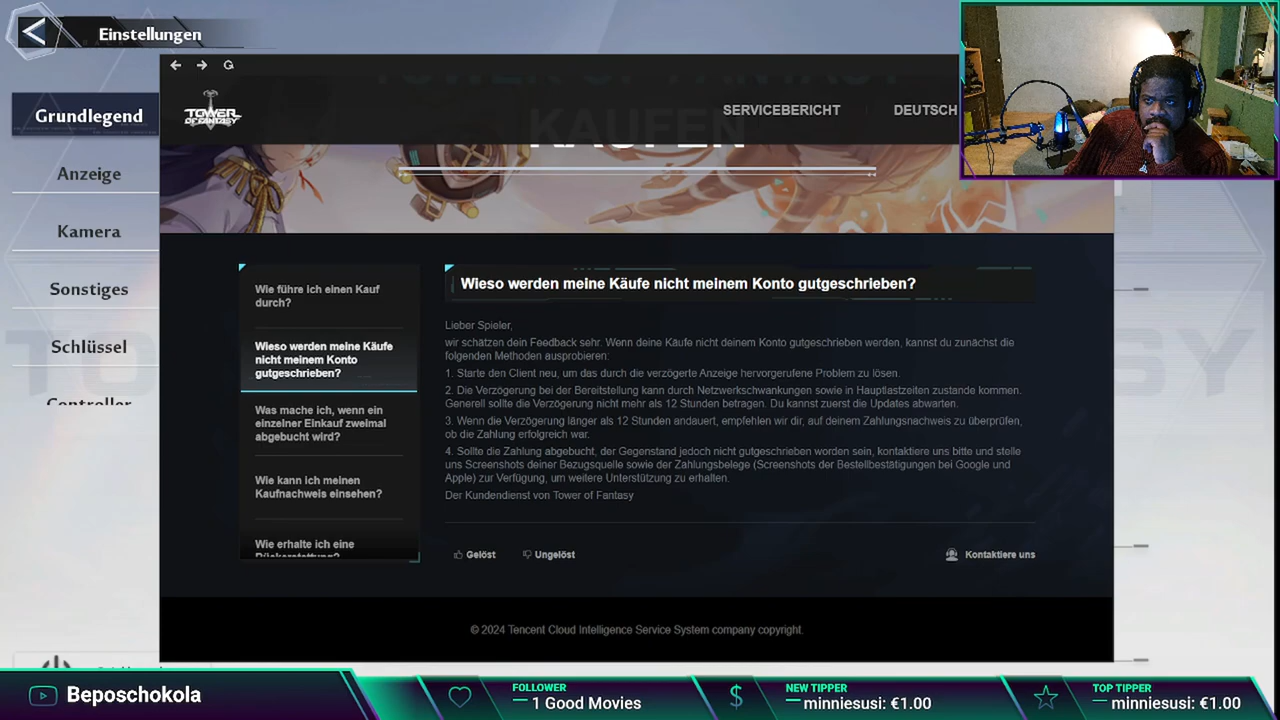 Einstellungen
Grundlegend
Anzeige
Kamera
Sonstiges
Schlüssel
Controller
TOWER
OF FANTASY
SERVICEBERICHT
DEUTSCH
KAUFEN
Wie führe ich einen Kauf
durch?
Wieso werden meine Käufe
nicht meinem Konto
gutgeschrieben?
Was mache ich, wenn ein
einzelner Einkauf zweimal
abgebucht wird?
Wie kann ich meinen
Kaufnachweis einsehen?
Wie erhalte ich eine
Rückerstattung?
Wieso werden meine Käufe nicht meinem Konto gutgeschrieben?
Lieber Spieler,
wir schätzen dein Feedback sehr. Wenn deine Käufe nicht deinem Konto gutgeschrieben werden, kannst du zunächst die
folgenden Methoden ausprobieren:
1. Starte den Client neu, um das durch die verzögerte Anzeige hervorgerufene Problem zu lösen.
2. Die Verzögerung bei der Bereitstellung kann durch Netzwerkschwankungen sowie in Hauptlastzeiten zustande kommen.
Generell sollte die Verzögerung nicht mehr als 12 Stunden betragen. Du kannst zuerst die Updates abwarten.
3. Wenn die Verzögerung länger als 12 Stunden andauert, empfehlen wir dir, auf deinem Zahlungsnachweis zu überprüfen,
ob die Zahlung erfolgreich war.
4. Sollte die Zahlung abgebucht, der Gegenstand jedoch nicht gutgeschrieben worden sein, kontaktiere uns bitte und stelle
uns Screenshots deiner Bezugsquelle sowie der Zahlungsbelege (Screenshots der Bestellbestätigungen bei Google und
Apple) zur Verfügung, um weitere Unterstützung zu erhalten.
Der Kundendienst von Tower of Fantasy
Gelöst
Ungelöst
Kontaktiere uns
© 2024 Tencent Cloud Intelligence Service System company copyright.
Beposchokola
FOLLOWER
1 Good Movies
NEW TIPPER
minniesusi: €1.00
TOP TIPPER
minniesusi: €1.00